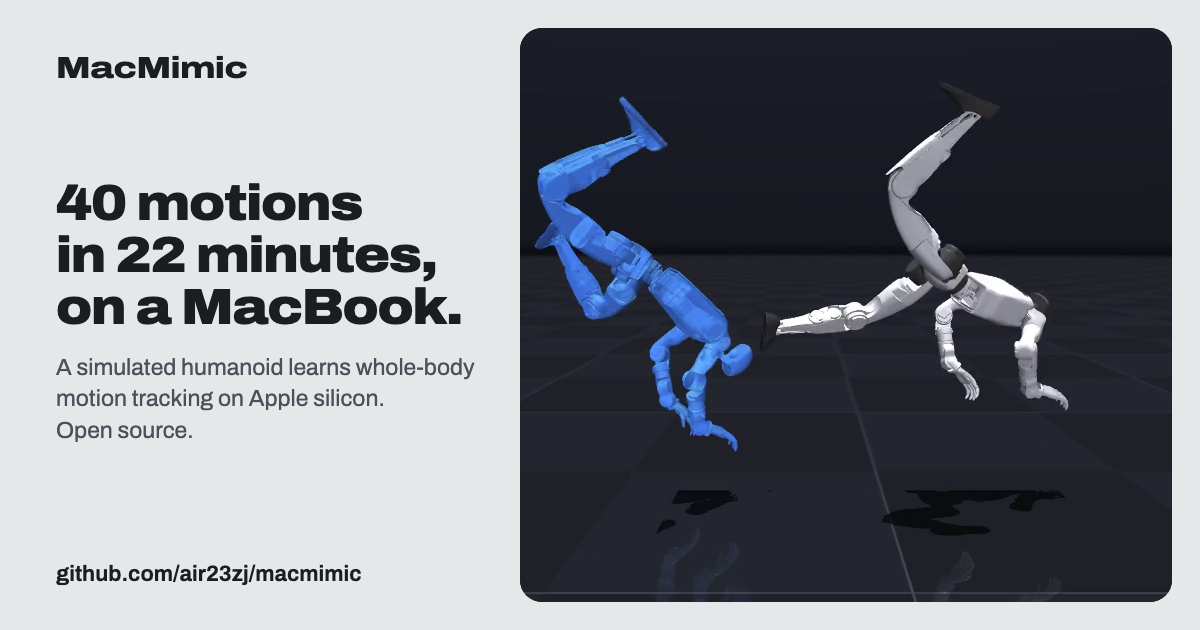 MacMimic
40 motions
in 22 minutes,
on a MacBook.
A simulated humanoid learns whole-body
motion tracking on Apple silicon.
Open source.
github.com/air23zj/macmimic